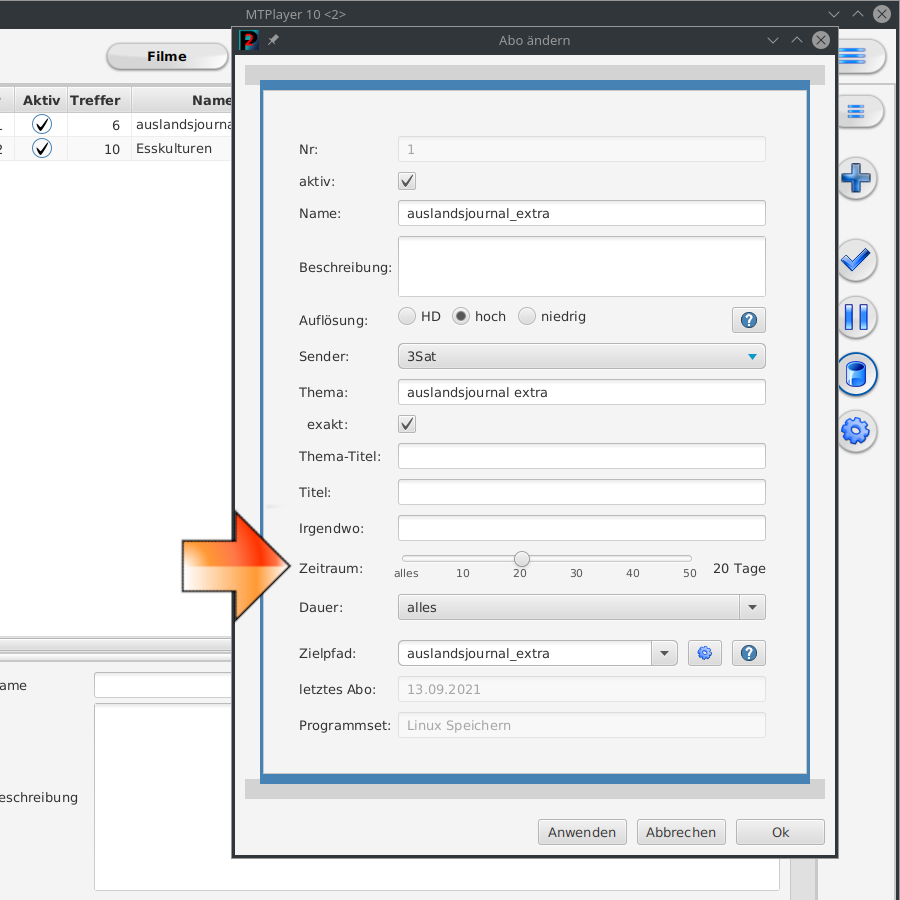 MTPlayer 10 <2>
Abo ändern
Filme
Aktiv Treffer Name
6 auslandsjourna
2 10 Esskulturen
Nr: 1
aktiv:
Name: auslandsjournal_extra
Beschreibung:
Auflösung: HD hoch niedrig ?
Sender: 3Sat
Thema: auslandsjournal extra
exakt:
Thema-Titel:
Titel:
Irgendwo:
Zeitraum: 20 Tage
alles 10 20 30 40 50
Dauer: alles
Zielpfad: auslandsjournal_extra ?
letztes Abo: 13.09.2021
Programmset: Linux Speichern
ame
eschreibung
Anwenden Abbrechen Ok